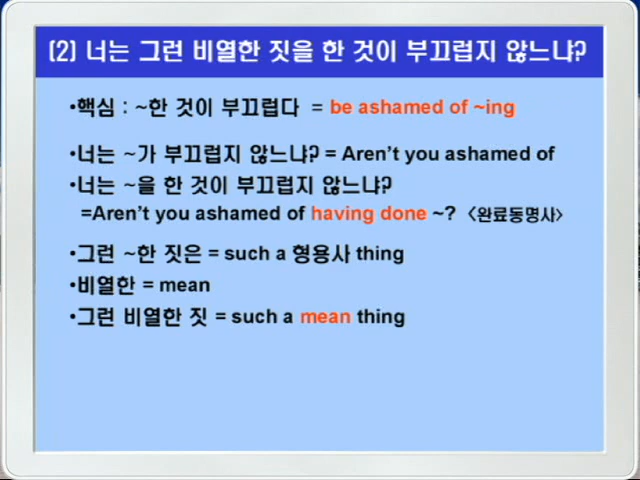 (2) 너는 그런 비열한 짓을 한 것이 부끄럽지 않느냐?
•핵심 : ~한 것이 부끄럽다 = be ashamed of ~ing
•너는 ~가 부끄럽지 않느냐? = Aren't you ashamed of
•너는 ~을 한 것이 부끄럽지 않느냐?
=Aren't you ashamed of having done ~? <완료동명사>
•그런 ~한 짓은 = such a 형용사 thing
•비열한 = mean
•그런 비열한 짓 = such a mean thing